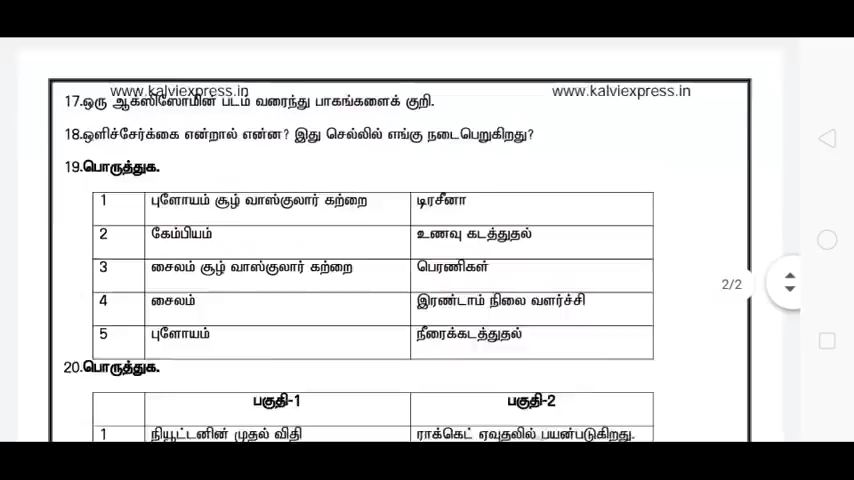 www.kalviexpress.in www.kalviexpress.in
17.ஒரு ஆக்ஸிஸோமின் படம் வரைந்து பாகங்களைக் குறி.
18.ஒளிச்சேர்க்கை என்றால் என்ன? இது செல்லில் எங்கு நடைபெறுகிறது?
19.பொருத்துக.
1 புளோயம் சூழ் வாஸ்குலார் கற்றை டிரசீனா
2 கேம்பியம் உணவு கடத்துதல்
3 சைலம் சூழ் வாஸ்குலார் கற்றை பெரணிகள்
4 சைலம் இரண்டாம் நிலை வளர்ச்சி
5 புளோயம் நீரைக்கடத்துதல்
2/2
20.பொருத்துக.
பகுதி-1 பகுதி-2
1 நியூட்டனின் முதல் விதி ராக்கெட் ஏவுதலில் பயன்படுகிறது.